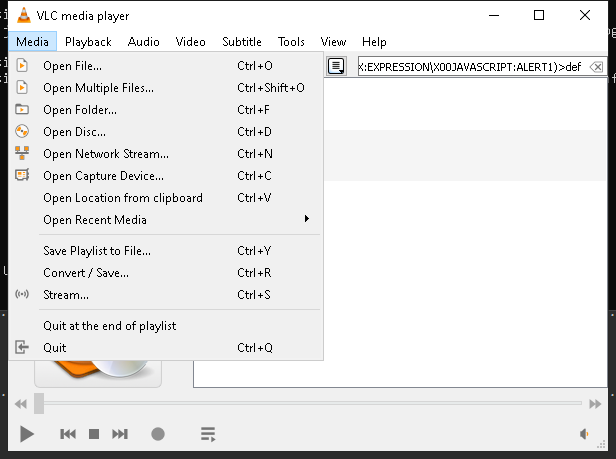 VLC media player
Media Playback Audio Video Subtitle Tools View Help
Open File... Ctrl+O
X:EXPRESSION\X00JAVASCRIPT:ALERT1)>def
Open Multiple Files... Ctrl+Shift+O
Open Folder... Ctrl+F
Open Disc... Ctrl+D
Open Network Stream... Ctrl+N
Open Capture Device... Ctrl+C
Open Location from clipboard Ctrl+V
Open Recent Media
Save Playlist to File... Ctrl+Y
Convert / Save... Ctrl+R
Stream... Ctrl+S
Quit at the end of playlist
Quit Ctrl+Q